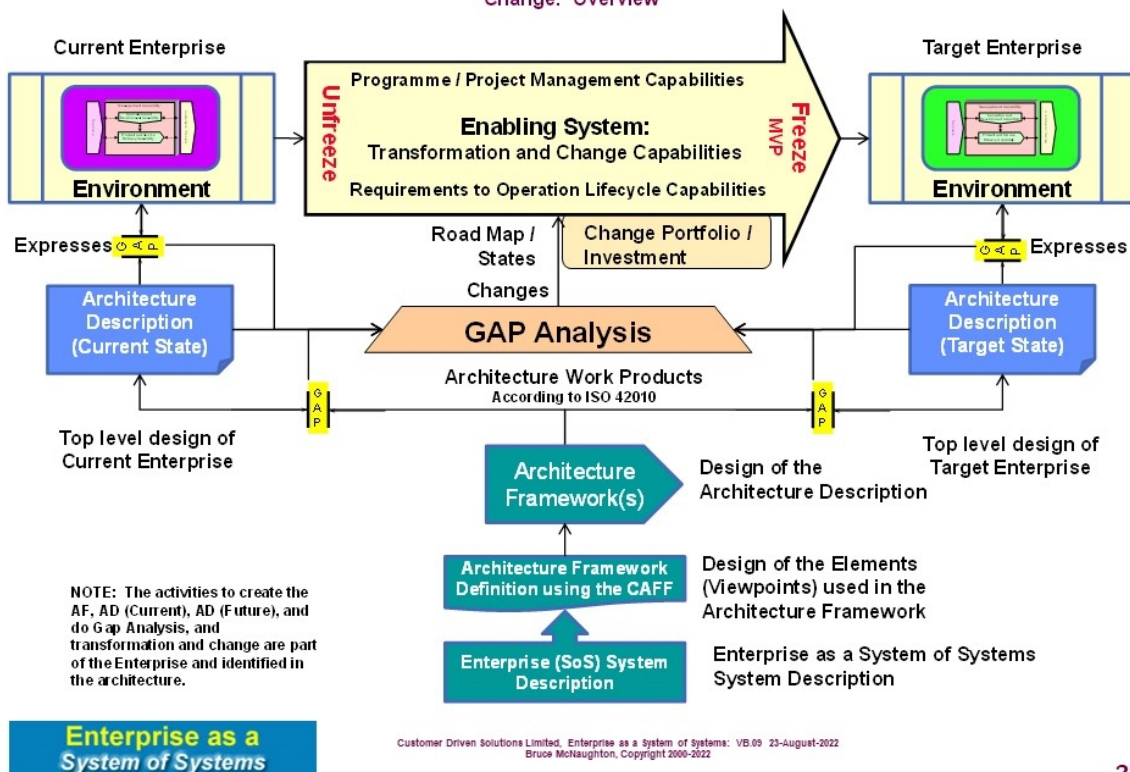 Change: Overview
Current Enterprise
Target Enterprise
Programme / Project Management Capabilities
Unfreeze
Enabling System:
Transformation and Change Capabilities
Freeze
MVP
Requirements to Operation Lifecycle Capabilities
Environment
Environment
Expresses
GAP
Road Map /
States
Change Portfolio /
Investment
GAP
Expresses
Changes
Architecture
Description
(Current State)
GAP Analysis
Architecture
Description
(Target State)
Architecture Work Products
According to ISO 42010
GAP
GAP
Top level design of
Current Enterprise
Top level design of
Target Enterprise
Architecture
Framework(s)
Design of the
Architecture Description
Architecture Framework
Definition using the CAFF
Design of the Elements
(Viewpoints) used in the
Architecture Framework
NOTE: The activities to create the
AF, AD (Current), AD (Future), and
do Gap Analysis, and
transformation and change are part
of the Enterprise and identified in
the architecture.
Enterprise (SoS) System
Description
Enterprise as a System of Systems
System Description
Enterprise as a
System of Systems
Customer Driven Solutions Limited, Enterprise as a System of Systems: VB.09 23-August-2022
Bruce McNaughton, Copyright 2000-2022